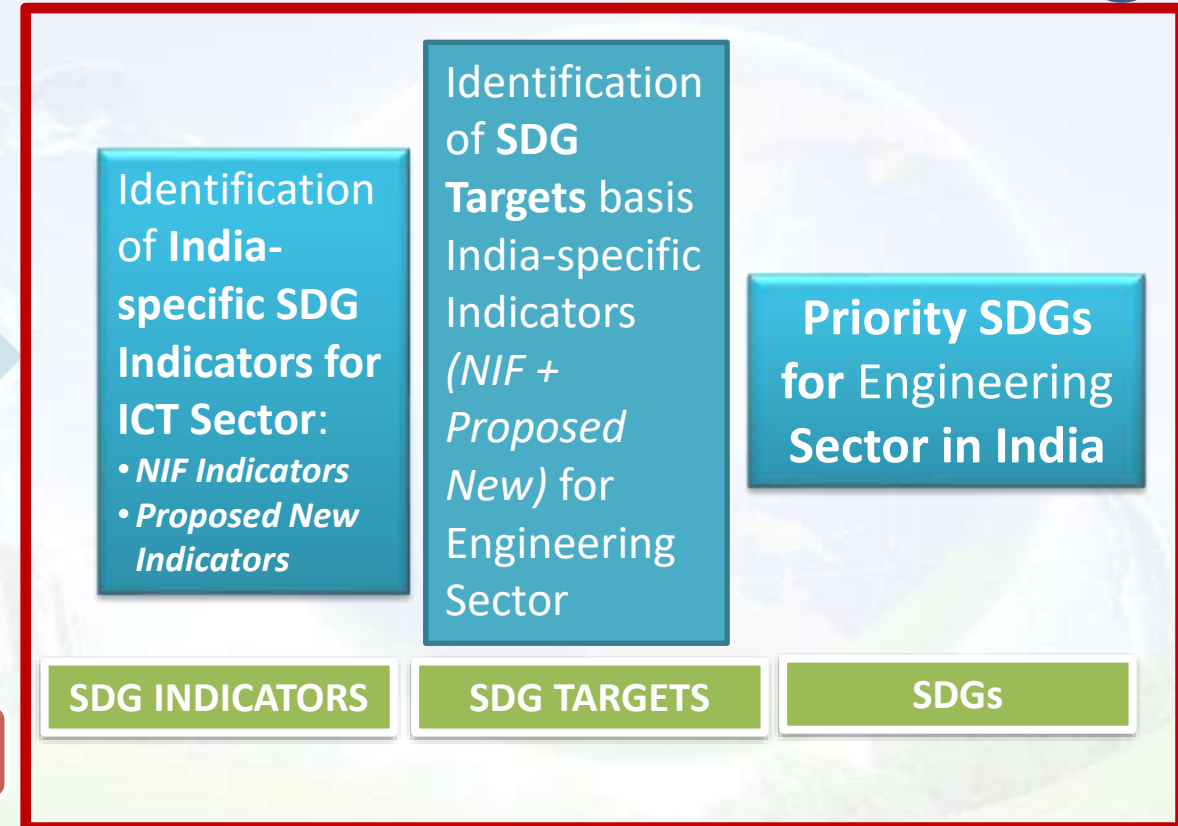 Identification
of India-
specific SDG
Indicators for
ICT Sector:
• NIF Indicators
• Proposed New
Indicators
SDG INDICATORS
Identification
of SDG
Targets basis
India-specific
Indicators
(NIF +
Proposed
New) for
Engineering
Sector
SDG TARGETS
Priority SDGs
for Engineering
Sector in India
SDGs